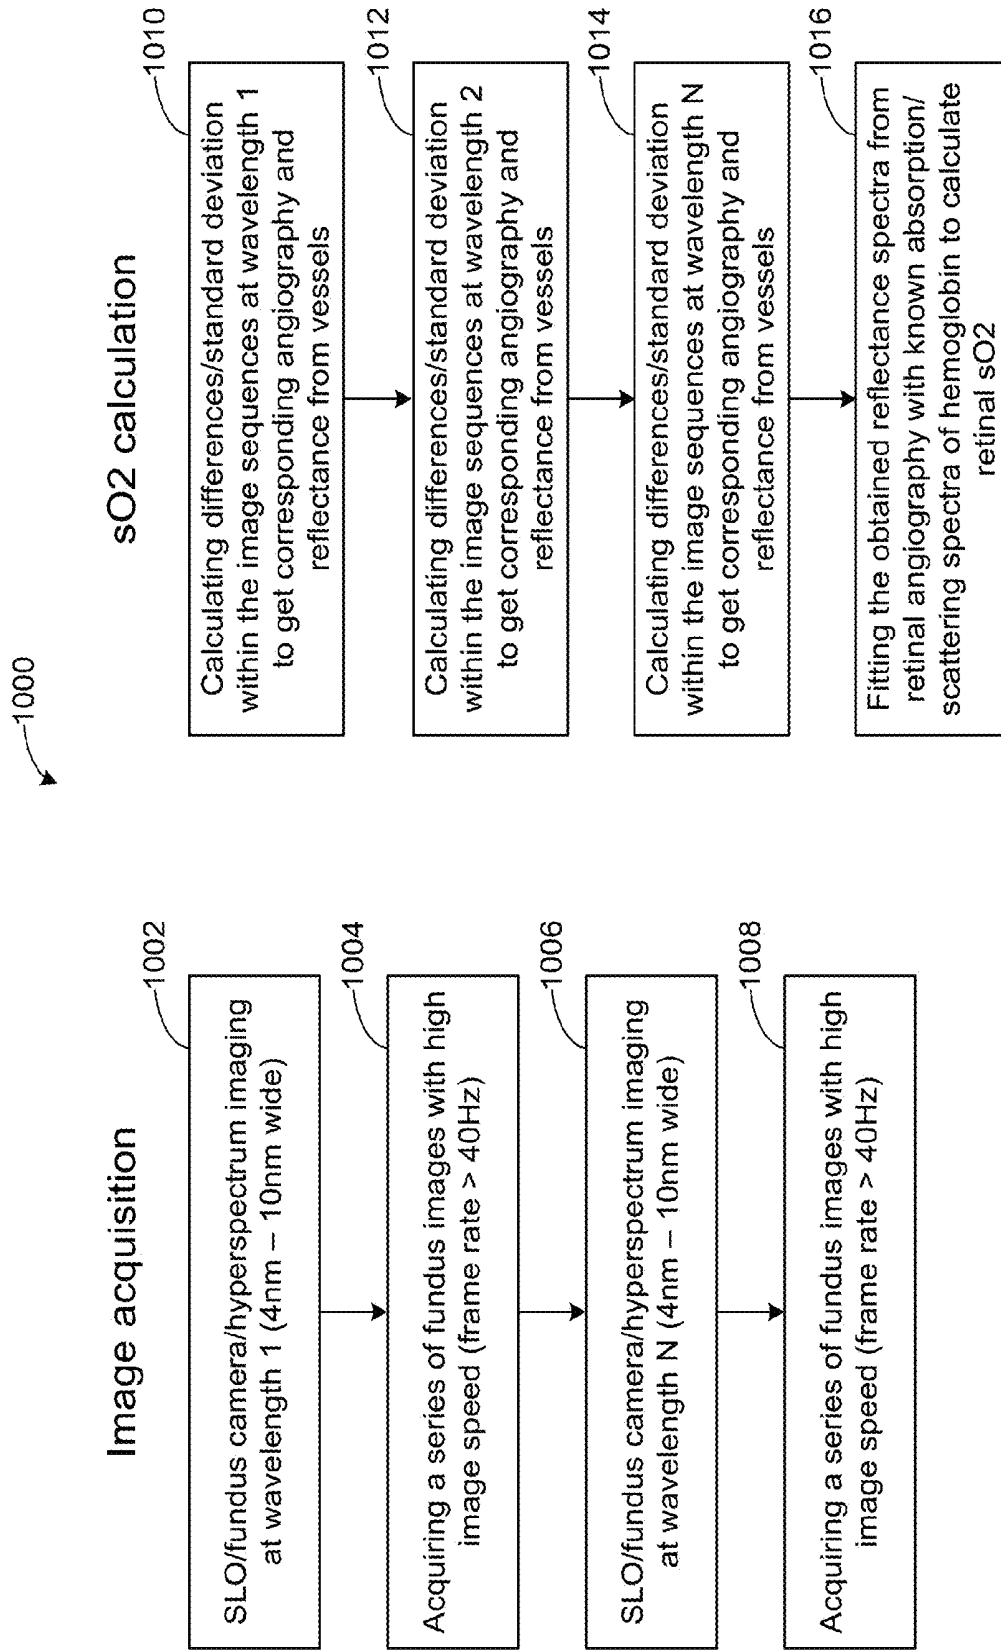 1000
Image acquisition
1002
SLO/fundus camera/hyperspectrum imaging
at wavelength 1 (4nm – 10nm wide)
1004
Acquiring a series of fundus images with high
image speed (frame rate > 40Hz)
1006
SLO/fundus camera/hyperspectrum imaging
at wavelength N (4nm – 10nm wide)
1008
Acquiring a series of fundus images with high
image speed (frame rate > 40Hz)
sO2 calculation
1010
Calculating differences/standard deviation
within the image sequences at wavelength 1
to get corresponding angiography and
reflectance from vessels
1012
Calculating differences/standard deviation
within the image sequences at wavelength 2
to get corresponding angiography and
reflectance from vessels
1014
Calculating differences/standard deviation
within the image sequences at wavelength N
to get corresponding angiography and
reflectance from vessels
1016
Fitting the obtained reflectance spectra from
retinal angiography with known absorption/
scattering spectra of hemoglobin to calculate
retinal sO2